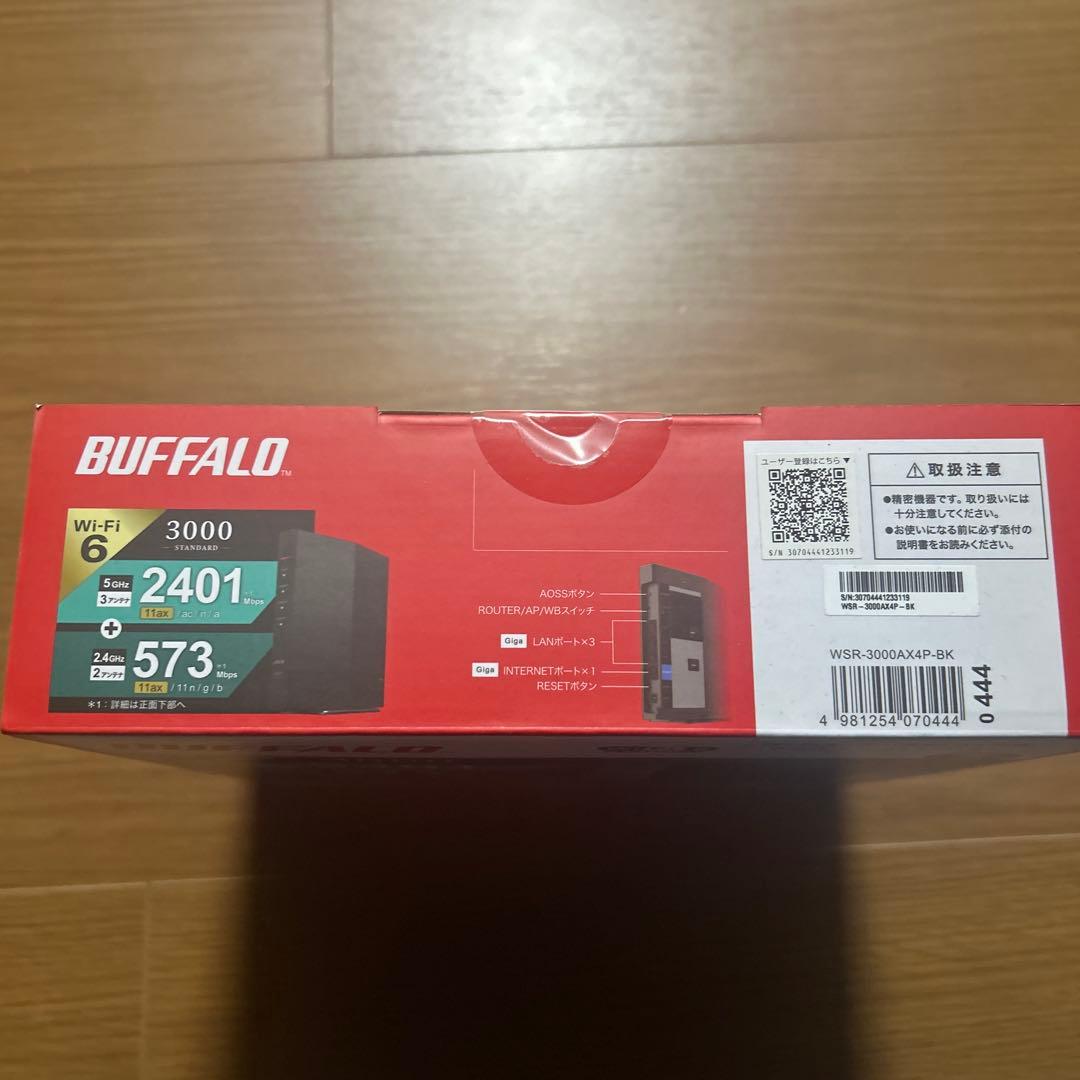 BUFFALO™
Wi-Fi
6
3000
STANDARD
5GHz
3アンテナ
2401
*1
Mbps
11ax /ac/n/a
+
2.4GHz
2アンテナ
573
*1
Mbps
11ax /11n/g/b
*1:詳細は正面下部へ
AOSSボタン
ROUTER/AP/WBスイッチ
Giga LANポート×3
Giga INTERNETポート×1
RESETボタン
ユーザー登録はこちら▼
S/N 30704441233119
⚠取扱注意
●精密機器です。取り扱いには
十分注意してください。
●お使いになる前に必ず添付の
説明書をお読みください。
S/N:30704441233119
WSR-3000AX4P-BK
WSR-3000AX4P-BK
4 981254 070444
0 444